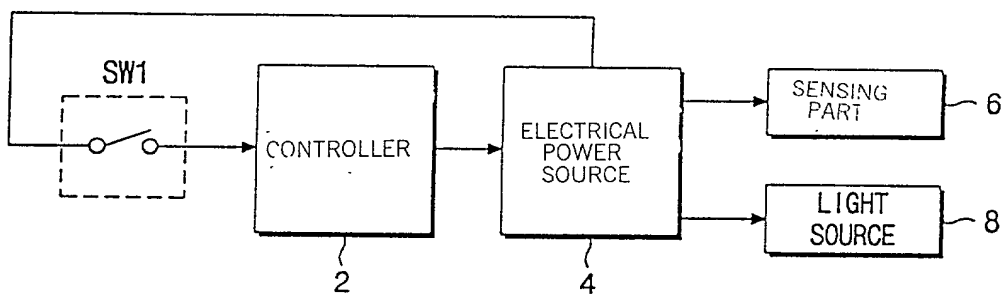 SW1
CONTROLLER
2
ELECTRICAL
POWER
SOURCE
4
SENSING
PART
6
LIGHT
SOURCE
8